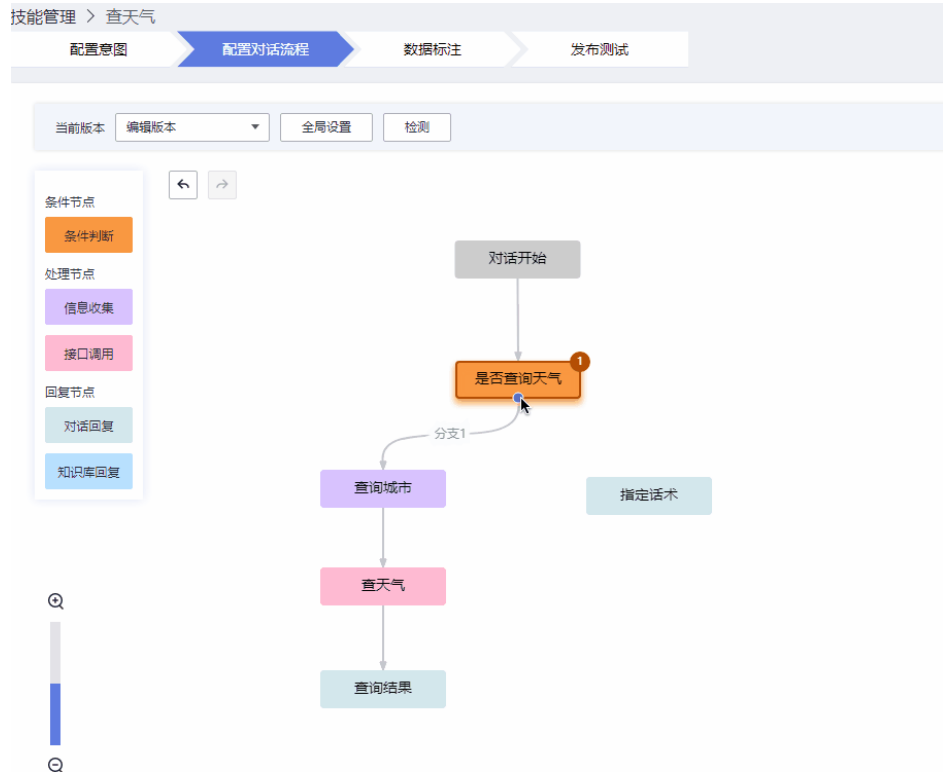 技能管理 > 查天气
配置意图
配置对话流程
数据标注
发布测试
当前版本
编辑版本
全局设置
检测
条件节点
条件判断
处理节点
信息收集
接口调用
回复节点
对话回复
知识库回复
对话开始
是否查询天气
1
分支1
查询城市
指定话术
查天气
查询结果